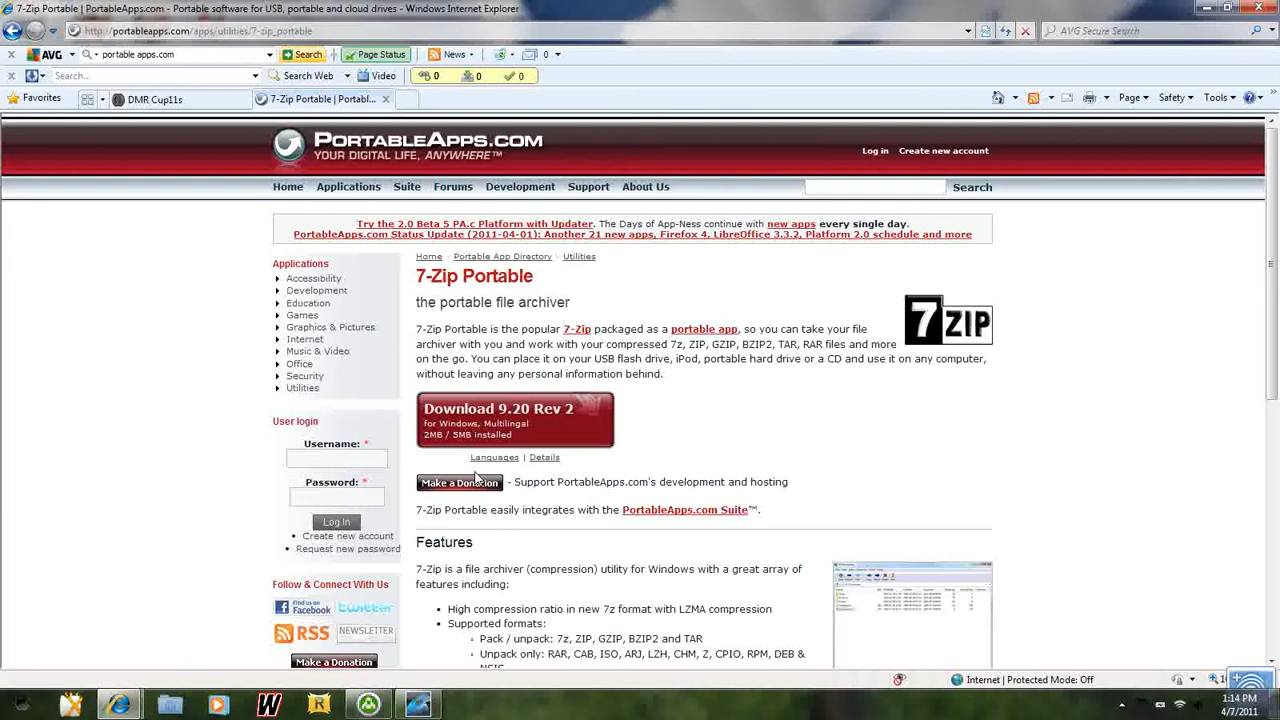 7-Zip Portable | PortableApps.com - Portable software for USB, portable and cloud drives - Windows Internet Explorer
http://portableapps.com/apps/utilities/7-zip_portable
AVG Secure Search
AVG portable apps.com Search Page Status News 0
Search... Search Web Video 0 0 0
Favorites DMR Cup11s 7-Zip Portable | Portabl... Page Safety Tools
PORTABLEAPPS.COM
YOUR DIGITAL LIFE, ANYWHERE™
Log in Create new account
Home Applications Suite Forums Development Support About Us Search
Try the 2.0 Beta 5 PA.c Platform with Updater. The Days of App-Ness continue with new apps every single day.
PortableApps.com Status Update (2011-04-01): Another 21 new apps, Firefox 4, LibreOffice 3.3.2, Platform 2.0 schedule and more
Applications
Accessibility
Development
Education
Games
Graphics & Pictures
Internet
Music & Video
Office
Security
Utilities
User login
Username: *
Password: *
Log In
Create new account
Request new password
Follow & Connect With Us
Find us on Facebook twitter
RSS NEWSLETTER
Make a Donation
Home › Portable App Directory › Utilities
7-Zip Portable
the portable file archiver
7ZIP
7-Zip Portable is the popular 7-Zip packaged as a portable app, so you can take your file
archiver with you and work with your compressed 7z, ZIP, GZIP, BZIP2, TAR, RAR files and more
on the go. You can place it on your USB flash drive, iPod, portable hard drive or a CD and use it on any computer,
without leaving any personal information behind.
Download 9.20 Rev 2
for Windows, Multilingal
2MB / 5MB installed
Languages | Details
Make a Donation - Support PortableApps.com's development and hosting
7-Zip Portable easily integrates with the PortableApps.com Suite™.
Features
7-Zip is a file archiver (compression) utility for Windows with a great array of
features including:
High compression ratio in new 7z format with LZMA compression
Supported formats:
Pack / unpack: 7z, ZIP, GZIP, BZIP2 and TAR
Unpack only: RAR, CAB, ISO, ARJ, LZH, CHM, Z, CPIO, RPM, DEB &
NSIS
Internet | Protected Mode: Off
1:14 PM
4/7/2011